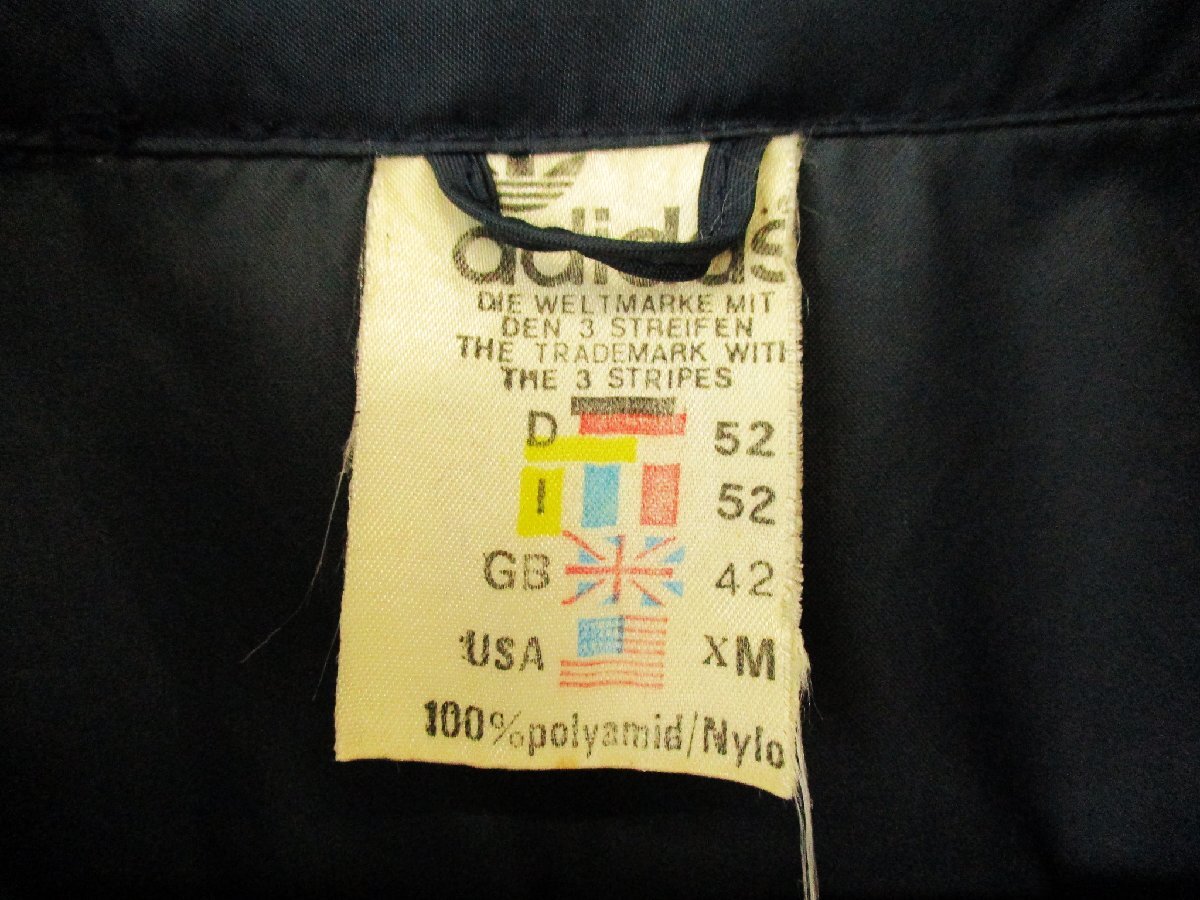 adidas
DIE WELTMARKE MIT
DEN 3 STREIFEN
THE TRADEMARK WITH
THE 3 STRIPES
D 52
I 52
GB 42
USA XM
100% polyamid/Nylo